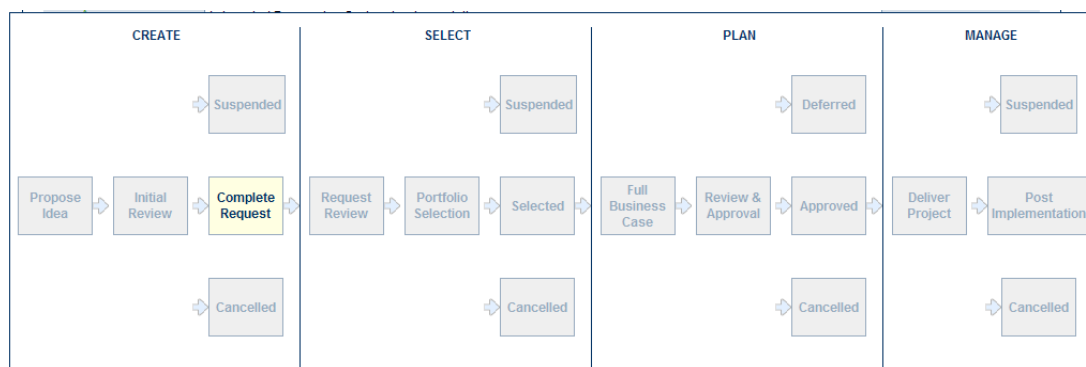 CREATE
SELECT
PLAN
MANAGE
Suspended
Suspended
Deferred
Suspended
Propose
Idea
Initial
Review
Complete
Request
Request
Review
Portfolio
Selection
Selected
Full
Business
Case
Review &
Approval
Approved
Deliver
Project
Post
Implementation
Cancelled
Cancelled
Cancelled
Cancelled